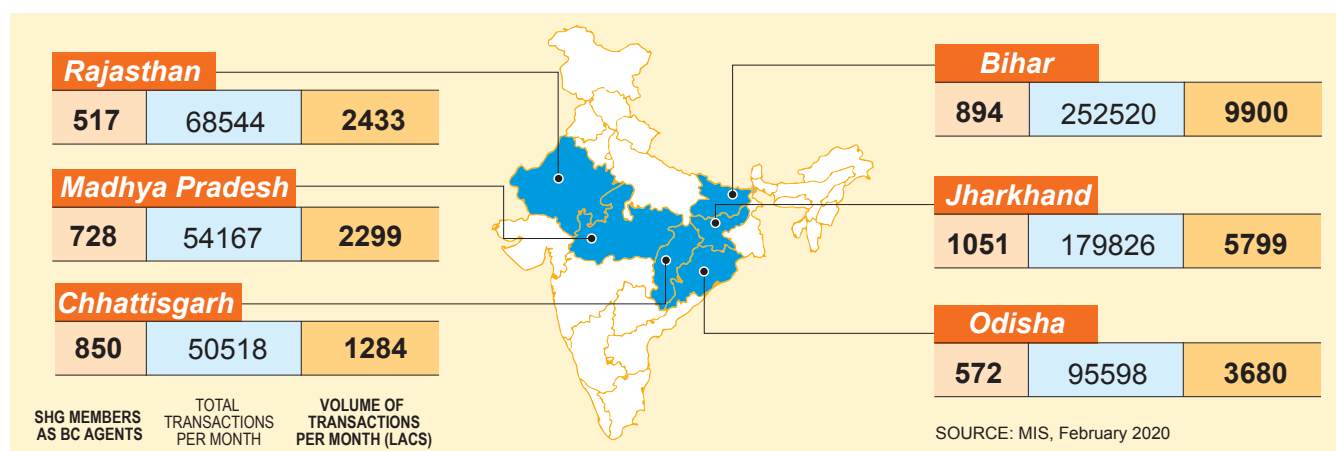 Rajasthan
517 68544 2433
Madhya Pradesh
728 54167 2299
Chhattisgarh
850 50518 1284
SHG MEMBERS
AS BC AGENTS
TOTAL
TRANSACTIONS
PER MONTH
VOLUME OF
TRANSACTIONS
PER MONTH (LACS)
Bihar
894 252520 9900
Jharkhand
1051 179826 5799
Odisha
572 95598 3680
SOURCE: MIS, February 2020